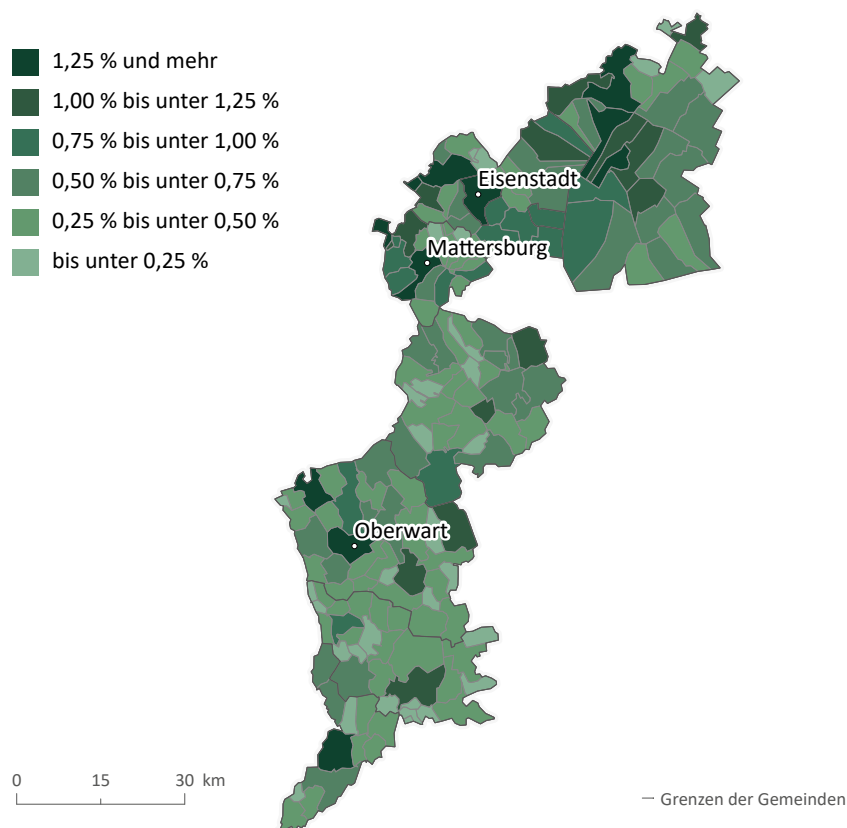 1,25 % und mehr
1,00 % bis unter 1,25 %
0,75 % bis unter 1,00 %
0,50 % bis unter 0,75 %
0,25 % bis unter 0,50 %
bis unter 0,25 %
Eisenstadt
Mattersburg
Oberwart
0 15 30 km
Grenzen der Gemeinden